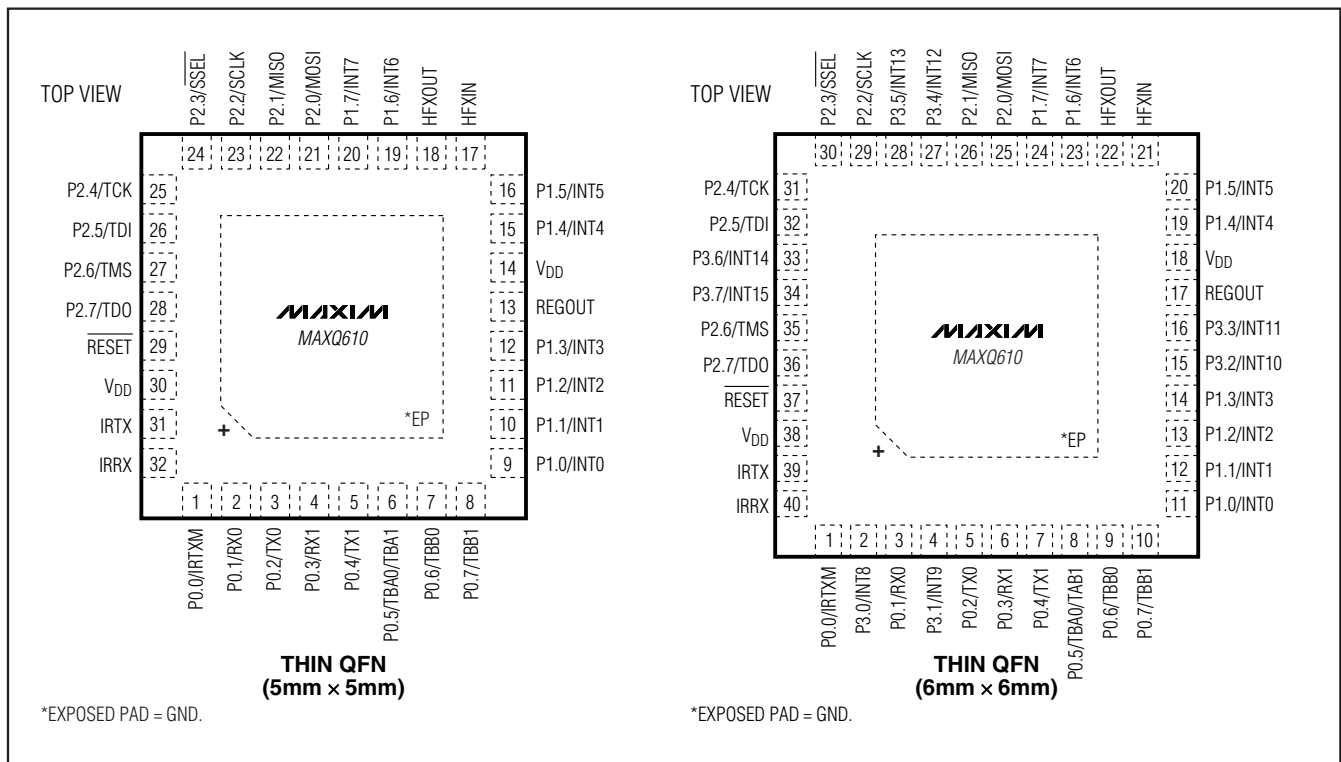 TOP VIEW
P2.3/SSEL
P2.2/SCLK
P2.1/MISO
P2.0/MOSI
P1.7/INT7
P1.6/INT6
HFXOUT
HFXIN
24 23 22 21 20 19 18 17
P2.4/TCK 25
P2.5/TDI 26
P2.6/TMS 27
P2.7/TDO 28
RESET 29
VDD 30
IRTX 31
IRRX 32
16 P1.5/INT5
15 P1.4/INT4
14 VDD
13 REGOUT
12 P1.3/INT3
11 P1.2/INT2
10 P1.1/INT1
9 P1.0/INT0
MAXIM
MAXQ610
*EP
+
1 2 3 4 5 6 7 8
P0.0/IRTXM
P0.1/RX0
P0.2/TX0
P0.3/RX1
P0.4/TX1
P0.5/TBA0/TBA1
P0.6/TBB0
P0.7/TBB1
THIN QFN
(5mm × 5mm)
*EXPOSED PAD = GND.
TOP VIEW
P2.3/SSEL
P2.2/SCLK
P3.5/INT13
P3.4/INT12
P2.1/MISO
P2.0/MOSI
P1.7/INT7
P1.6/INT6
HFXOUT
HFXIN
30 29 28 27 26 25 24 23 22 21
P2.4/TCK 31
P2.5/TDI 32
P3.6/INT14 33
P3.7/INT15 34
P2.6/TMS 35
P2.7/TDO 36
RESET 37
VDD 38
IRTX 39
IRRX 40
20 P1.5/INT5
19 P1.4/INT4
18 VDD
17 REGOUT
16 P3.3/INT11
15 P3.2/INT10
14 P1.3/INT3
13 P1.2/INT2
12 P1.1/INT1
11 P1.0/INT0
MAXIM
MAXQ610
*EP
+
1 2 3 4 5 6 7 8 9 10
P0.0/IRTXM
P3.0/INT8
P0.1/RX0
P3.1/INT9
P0.2/TX0
P0.3/RX1
P0.4/TX1
P0.5/TBA0/TAB1
P0.6/TBB0
P0.7/TBB1
THIN QFN
(6mm × 6mm)
*EXPOSED PAD = GND.